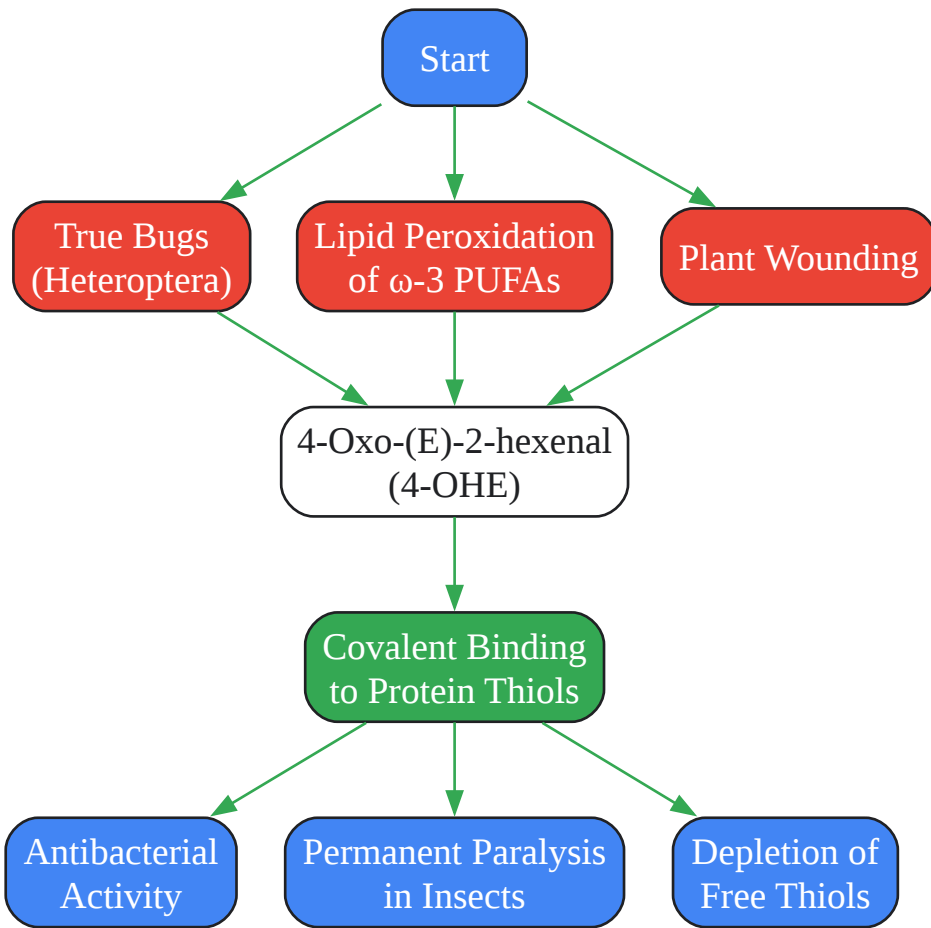 Start
True Bugs
(Heteroptera)
Lipid Peroxidation
of ω-3 PUFAs
Plant Wounding
4-Oxo-(E)-2-hexenal
(4-OHE)
Covalent Binding
to Protein Thiols
Antibacterial
Activity
Permanent Paralysis
in Insects
Depletion of
Free Thiols